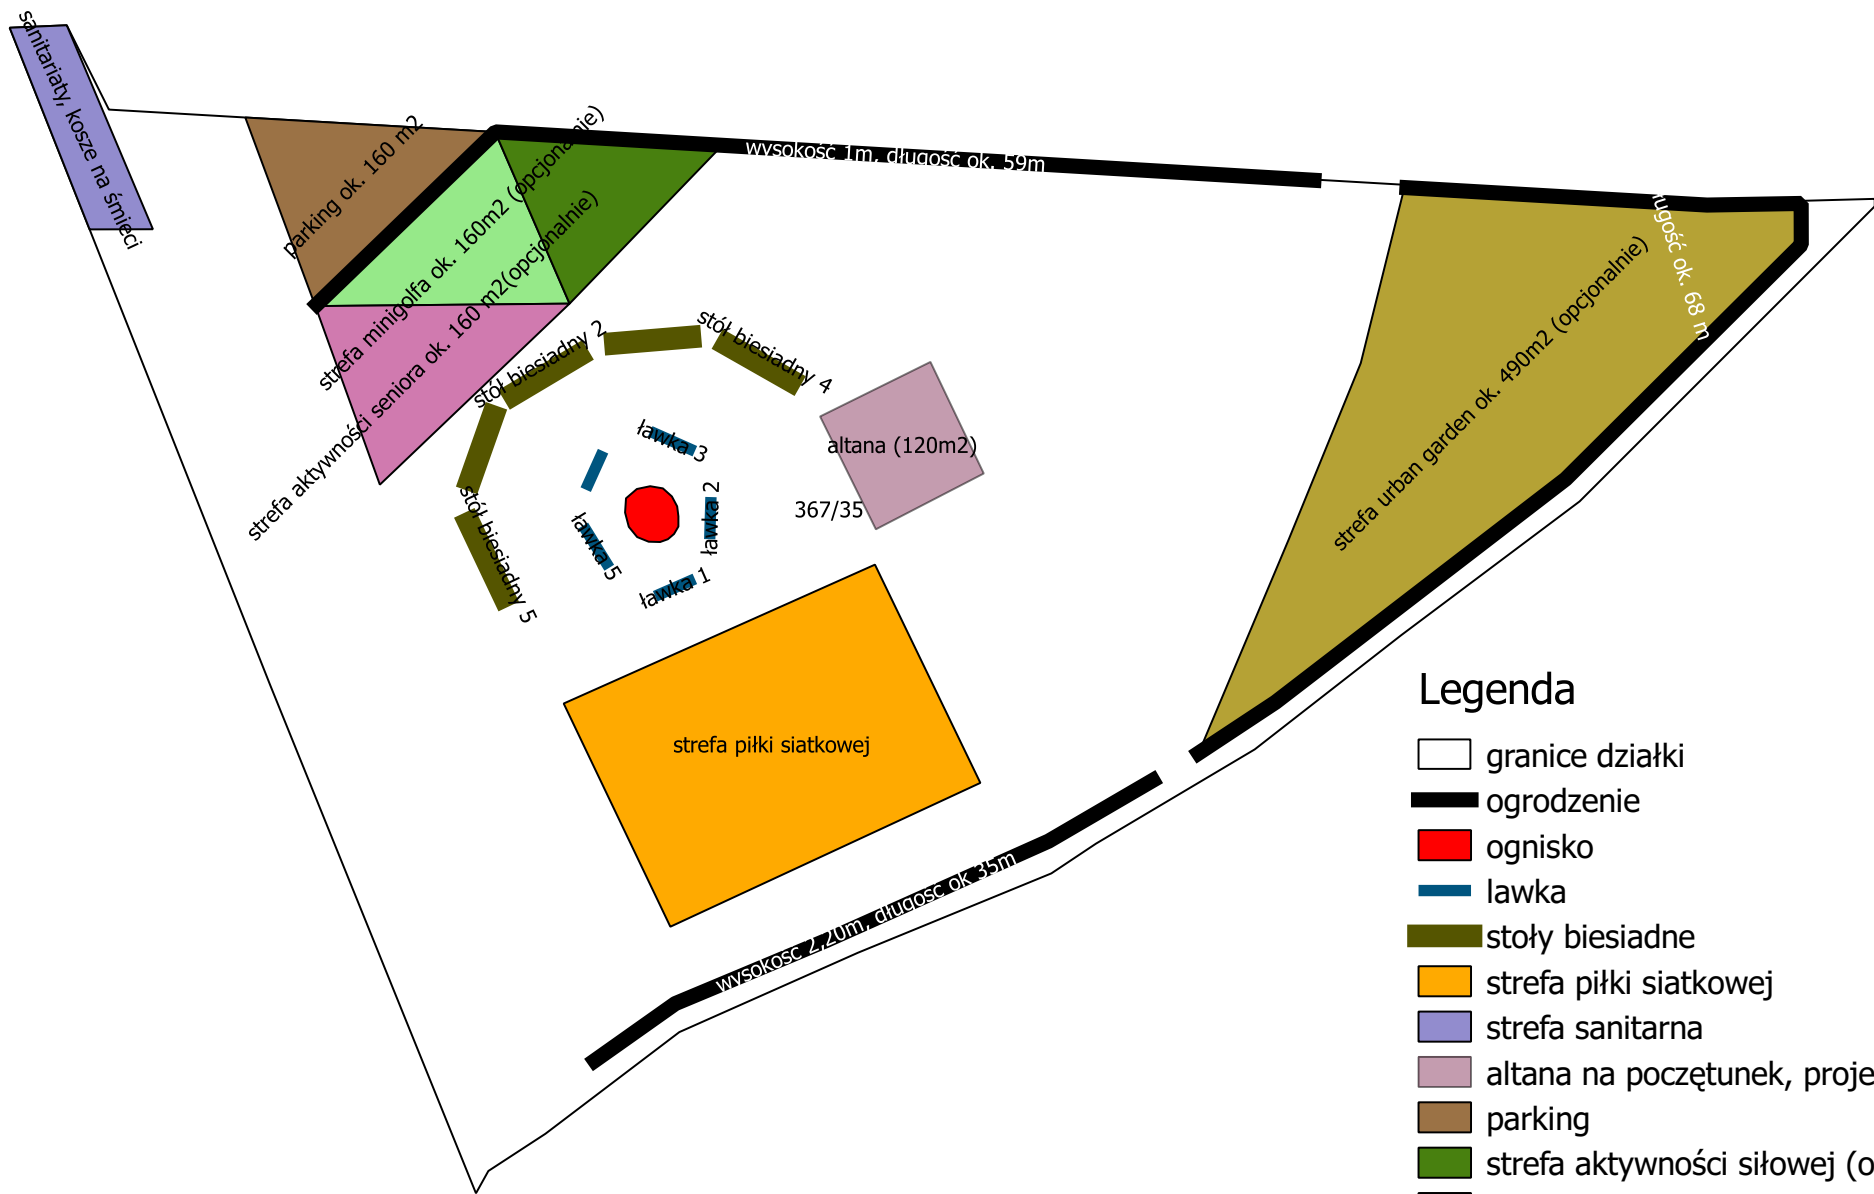 sanitariaty, kosze na śmieci
parking ok. 160 m2
strefa minigolfa ok. 160m2 (opcjonalnie)
strefa aktywności seniora ok. 160 m2(opcjonalnie)
wysokość 1m, długość ok. 59m
ługość ok. 68 m
strefa urban garden ok. 490m2 (opcjonalnie)
stół biesiadny 2
stół biesiadny 4
stół biesiadny 5
ławka 3
ławka 2
ławka 5
ławka 1
altana (120m2)
367/35
strefa piłki siatkowej
wysokosc 2,20m, długosc ok 35m
Legenda
granice działki
ogrodzenie
ognisko
lawka
stoły biesiadne
strefa piłki siatkowej
strefa sanitarna
altana na poczętunek, proje
parking
strefa aktywności siłowej (o